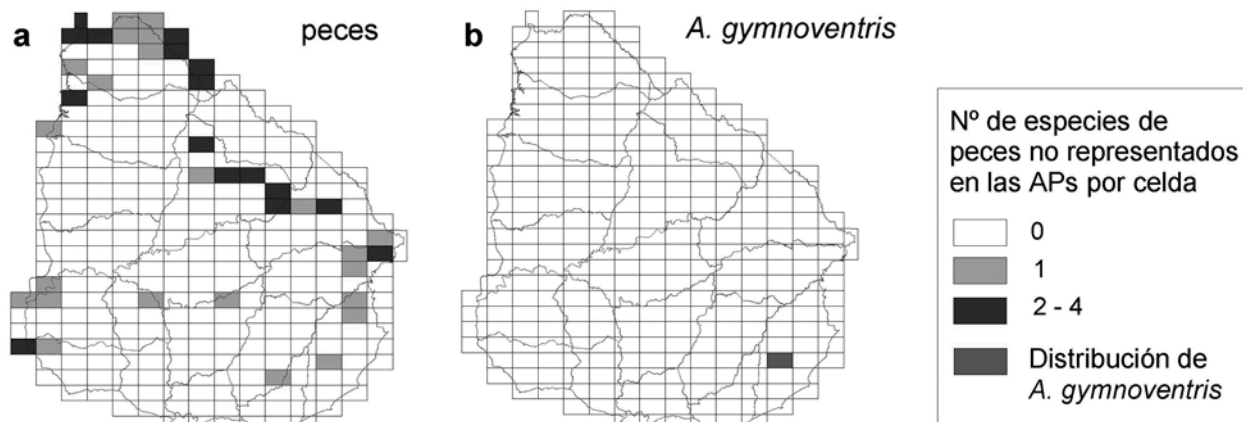 a
peces
b
A. gymnoventris
Nº de especies de
peces no representados
en las APs por celda
0
1
2 - 4
Distribución de
A. gymnoventris